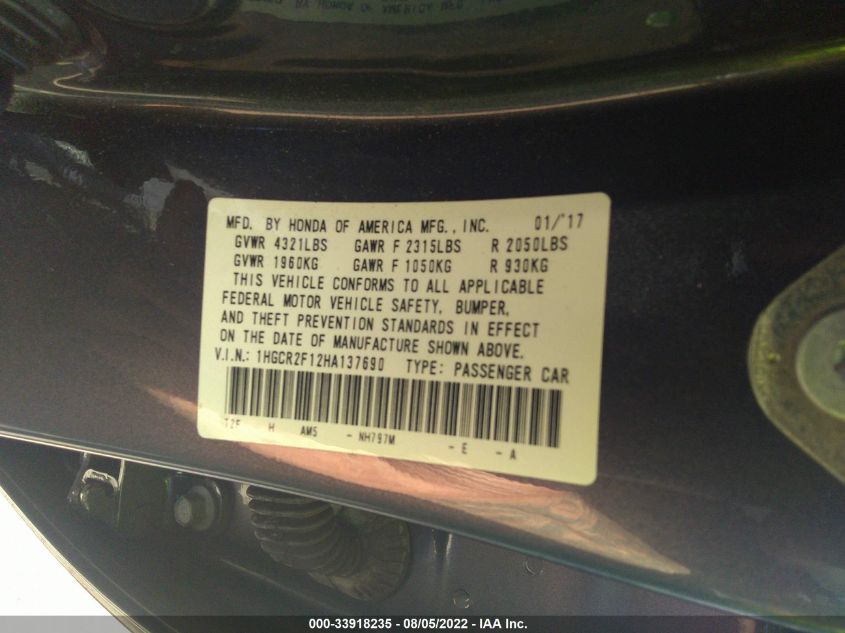 MFD. BY HONDA OF AMERICA MFG., INC. 01/'17
GVWR 4321LBS GAWR F 2315LBS R 2050LBS
GVWR 1960KG GAWR F 1050KG R 930KG
THIS VEHICLE CONFORMS TO ALL APPLICABLE
FEDERAL MOTOR VEHICLE SAFETY, BUMPER,
AND THEFT PREVENTION STANDARDS IN EFFECT
ON THE DATE OF MANUFACTURE SHOWN ABOVE.
V.I.N.: 1HGCR2F12HA137690 TYPE: PASSENGER CAR
T2F H AM5 - NH797M - E - A
000-33918235 - 08/05/2022 - IAA Inc.